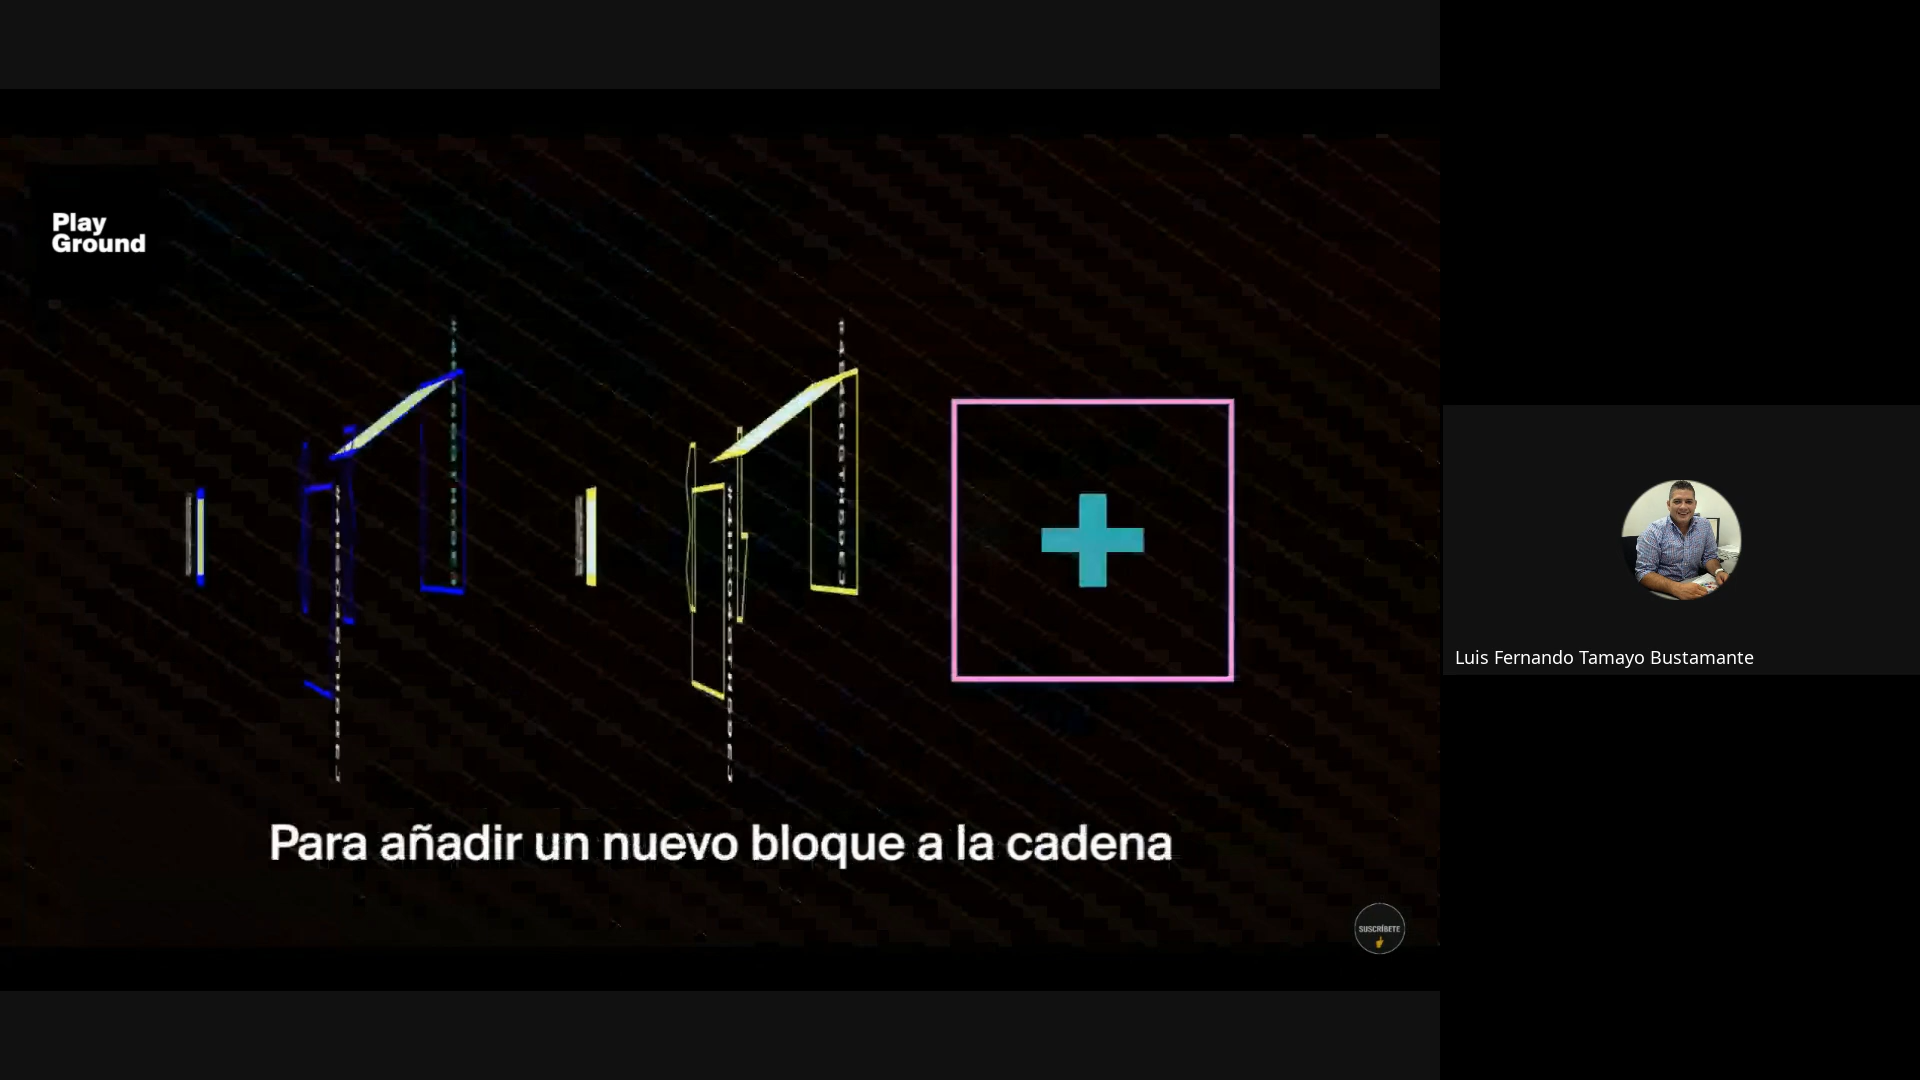 Play
Ground
Para añadir un nuevo bloque a la cadena
SUSCRÍBETE
Luis Fernando Tamayo Bustamante